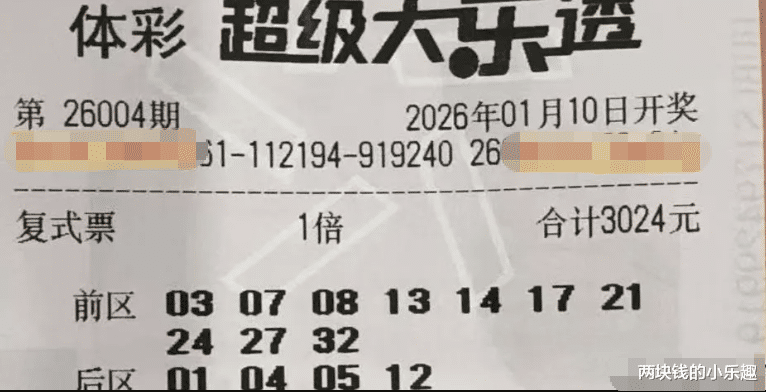 体彩 超级大乐透
第 26004期 2026年01月10日开奖
61-112194-919240 26
复式票 1倍 合计3024元
前区 03 07 08 13 14 17 21
24 27 32
后区 01 04 05 12
两块钱的小乐趣